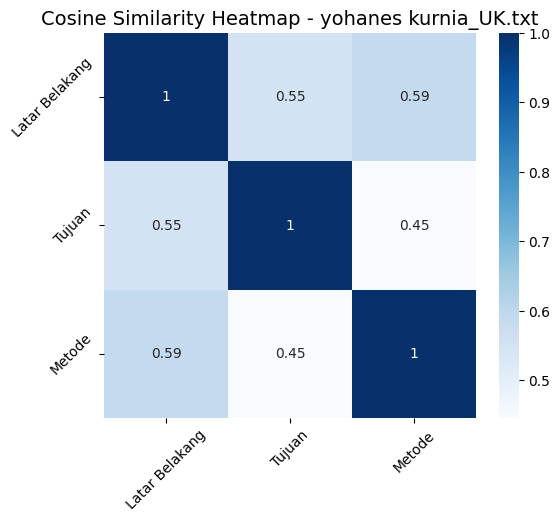 Cosine Similarity Heatmap - yohanes kurnia_UK.txt
Latar Belakang
1
0.55
0.59
Tujuan
0.55
1
0.45
Metode
0.59
0.45
1
Latar Belakang
Tujuan
Metode
1.0
0.9
0.8
0.7
0.6
0.5